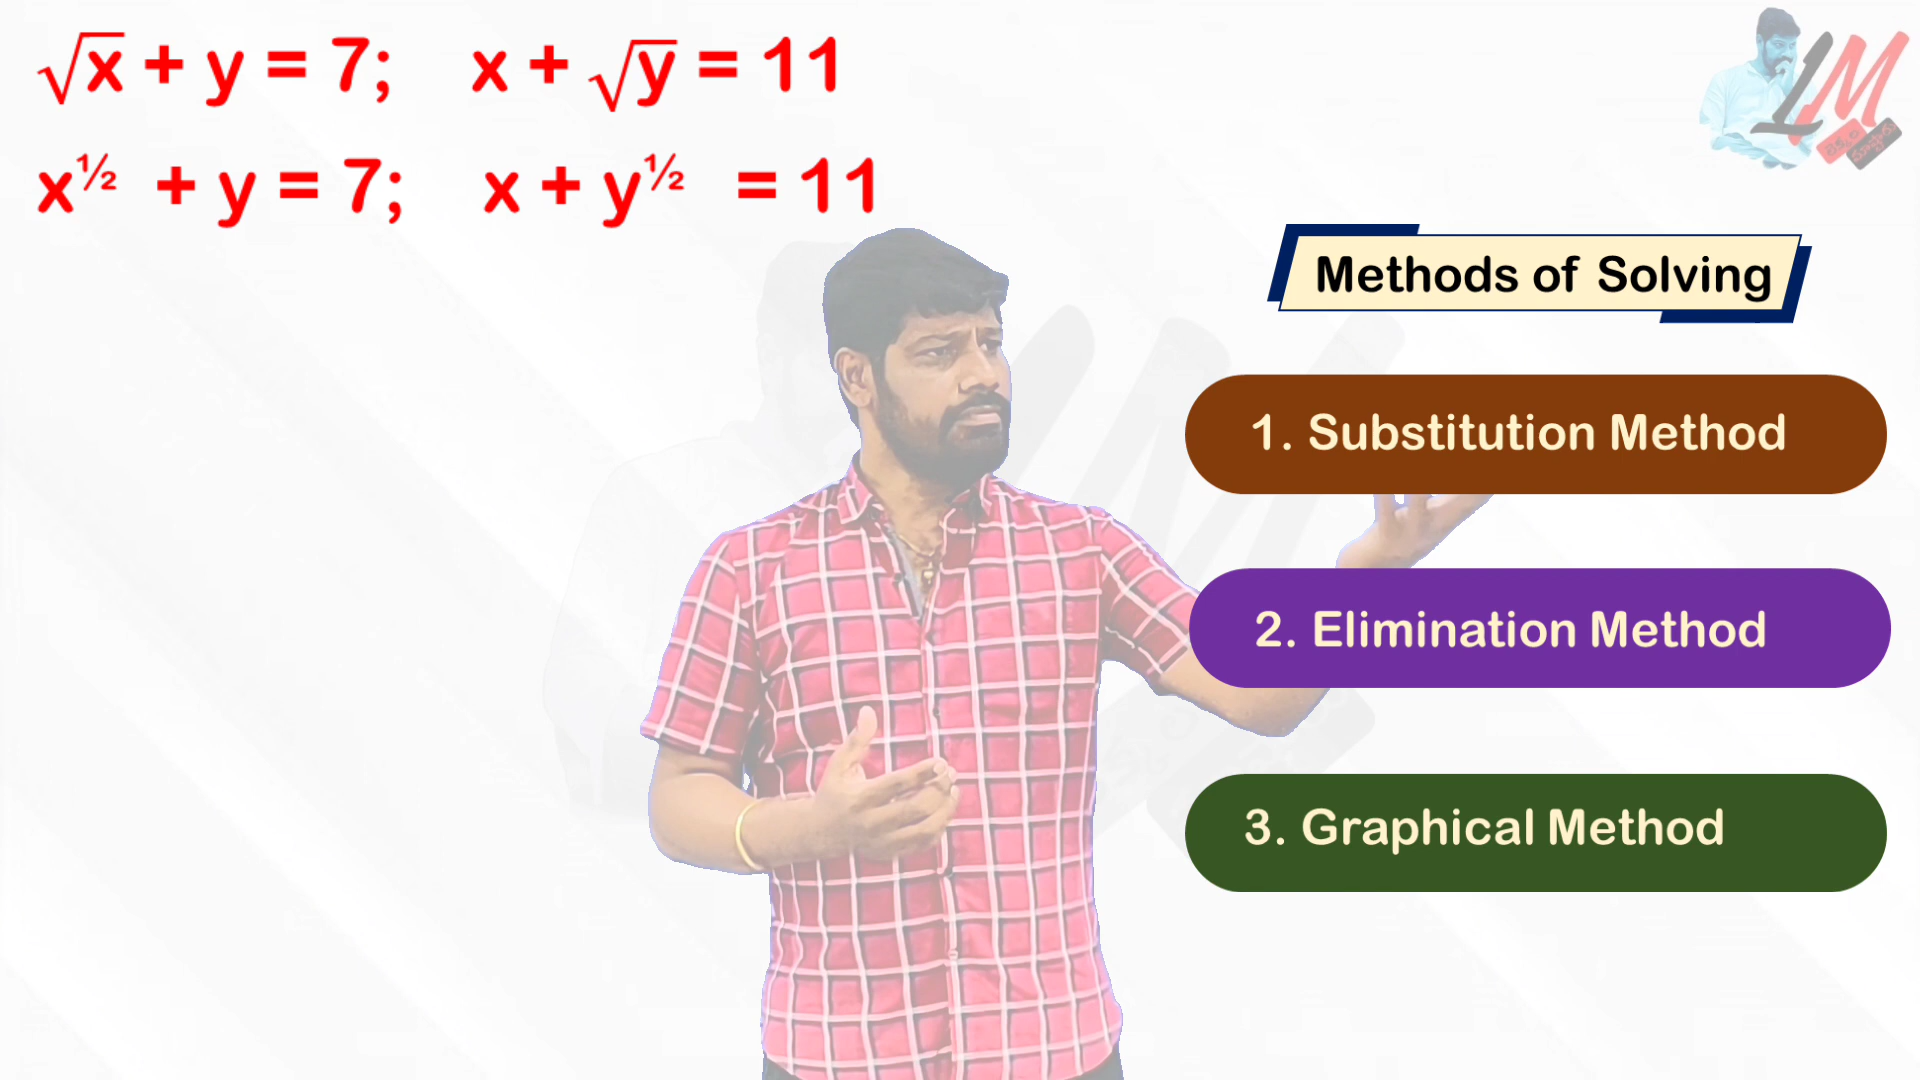 √x + y = 7; x + √y = 11
x½ + y = 7; x + y½ = 11
LM
Methods of Solving
1. Substitution Method
2. Elimination Method
3. Graphical Method